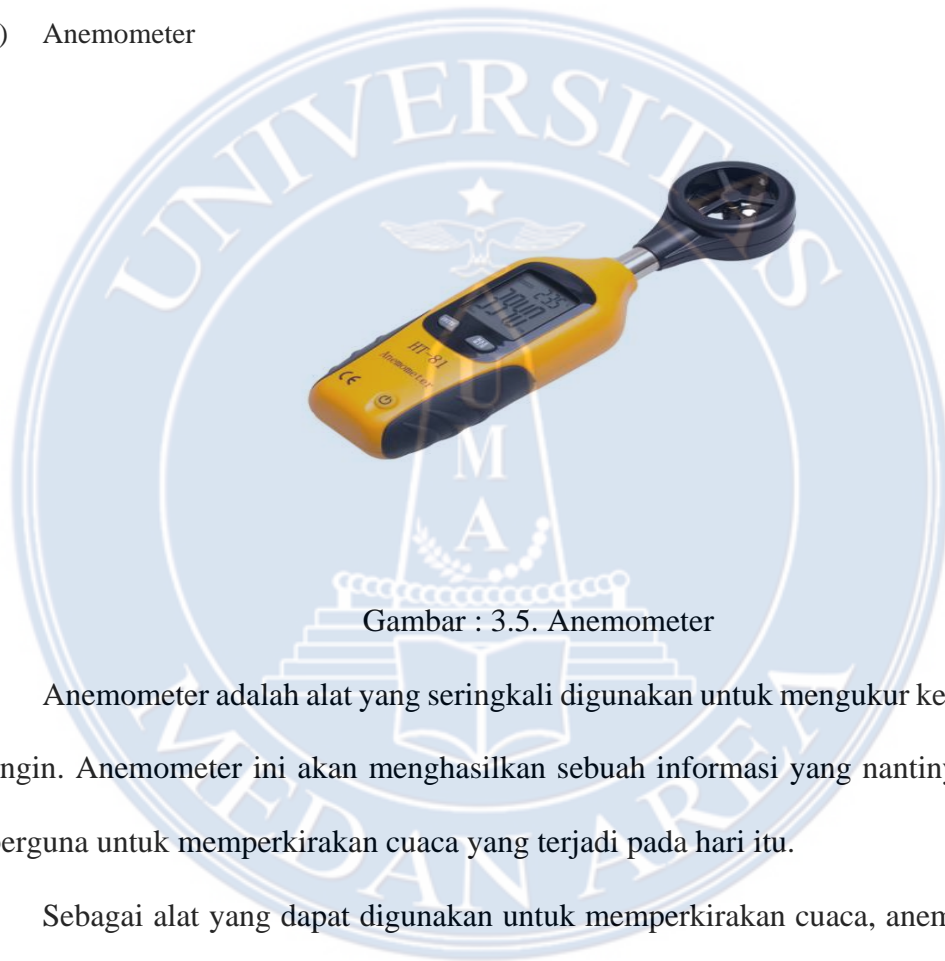 ) Anemometer
UNIVERSITAS
HT-81
Anemometer
CE
U
M
A
Gambar : 3.5. Anemometer
Anemometer adalah alat yang seringkali digunakan untuk mengukur ke
ngin. Anemometer ini akan menghasilkan sebuah informasi yang nantiny
berguna untuk memperkirakan cuaca yang terjadi pada hari itu.
Sebagai alat yang dapat digunakan untuk memperkirakan cuaca, anem
MEDAN AREA